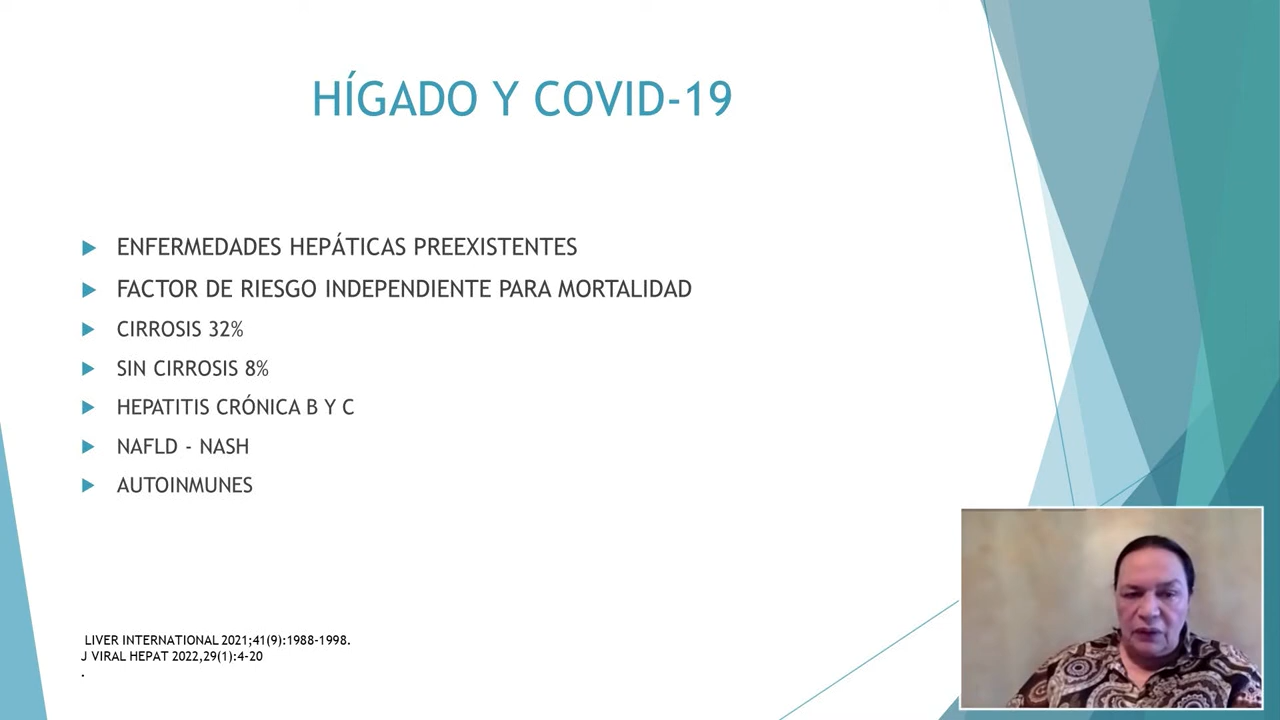 HÍGADO Y COVID-19
ENFERMEDADES HEPÁTICAS PREEXISTENTES
FACTOR DE RIESGO INDEPENDIENTE PARA MORTALIDAD
CIRROSIS 32%
SIN CIRROSIS 8%
HEPATITIS CRÓNICA B Y C
NAFLD - NASH
AUTOINMUNES
LIVER INTERNATIONAL 2021;41(9):1988-1998.
J VIRAL HEPAT 2022,29(1):4-20
.